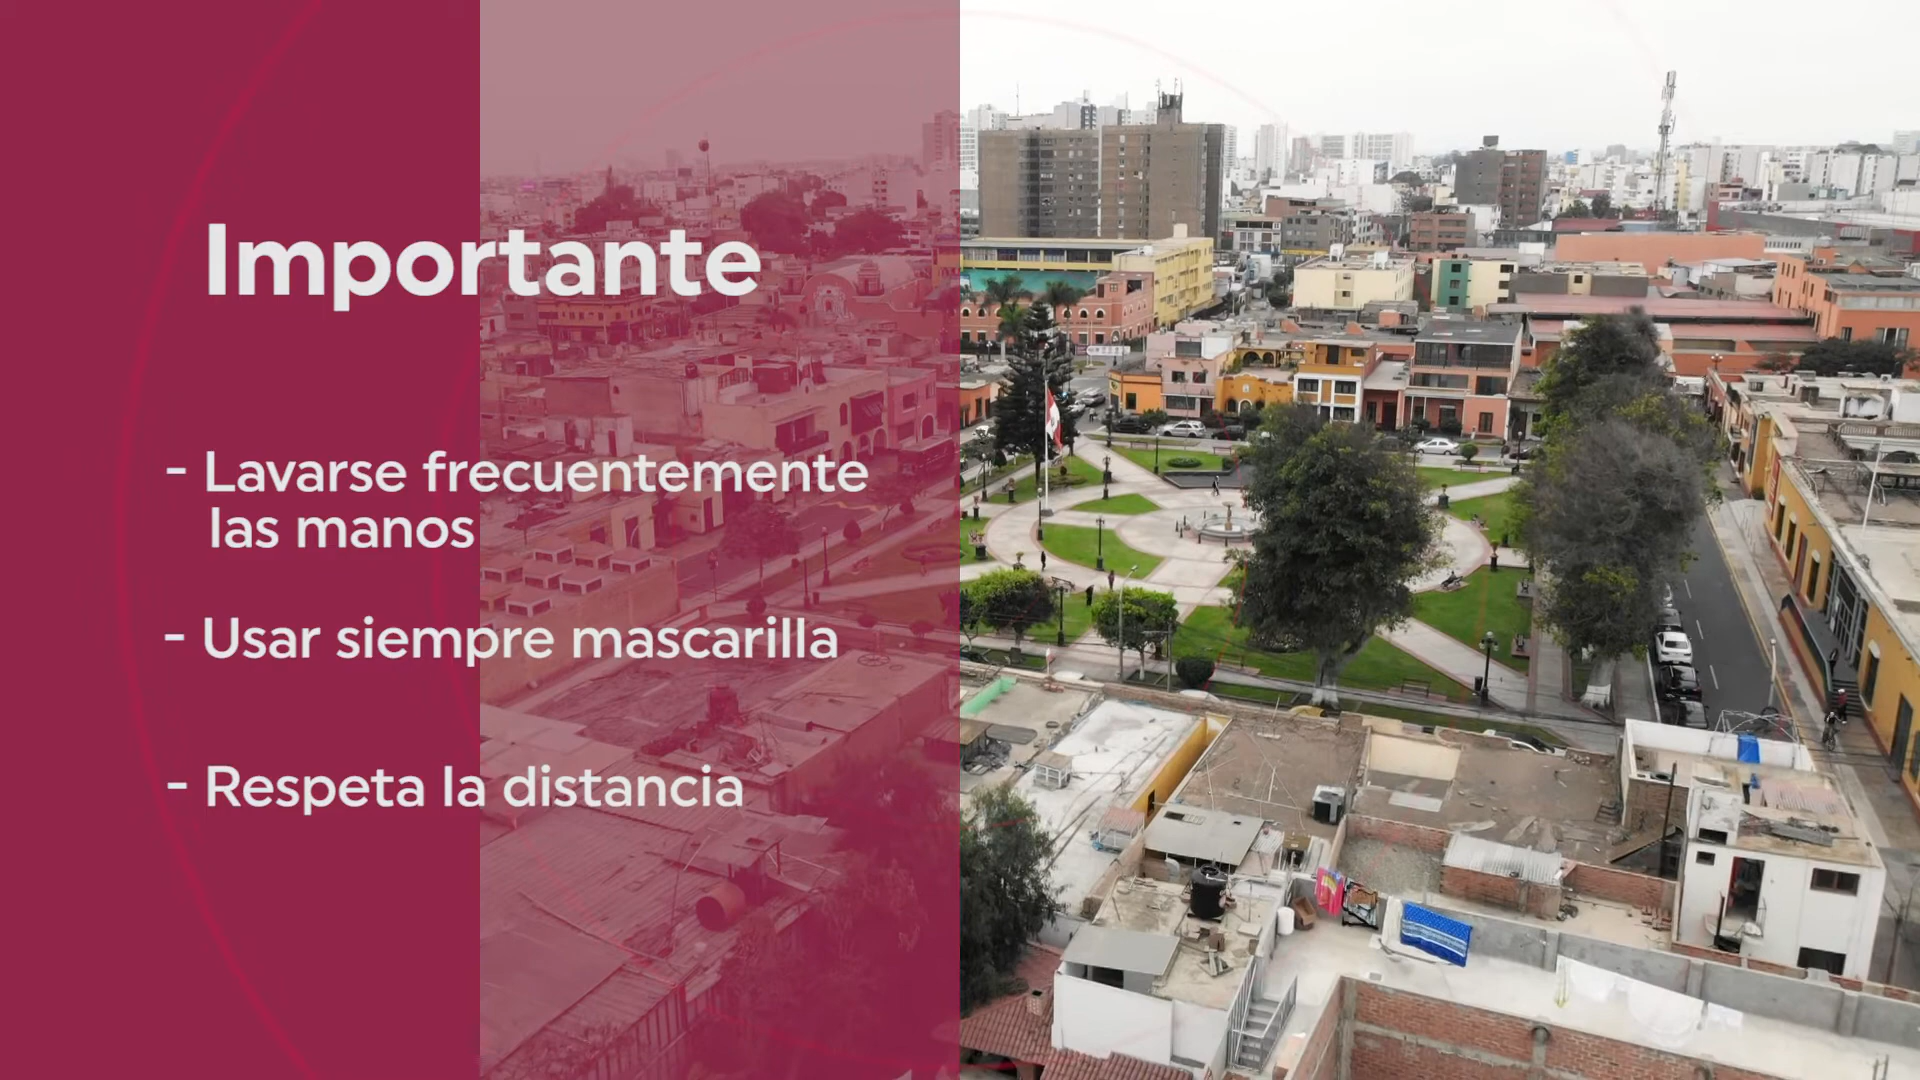 Importante
- Lavarse frecuentemente
las manos
- Usar siempre mascarilla
- Respeta la distancia